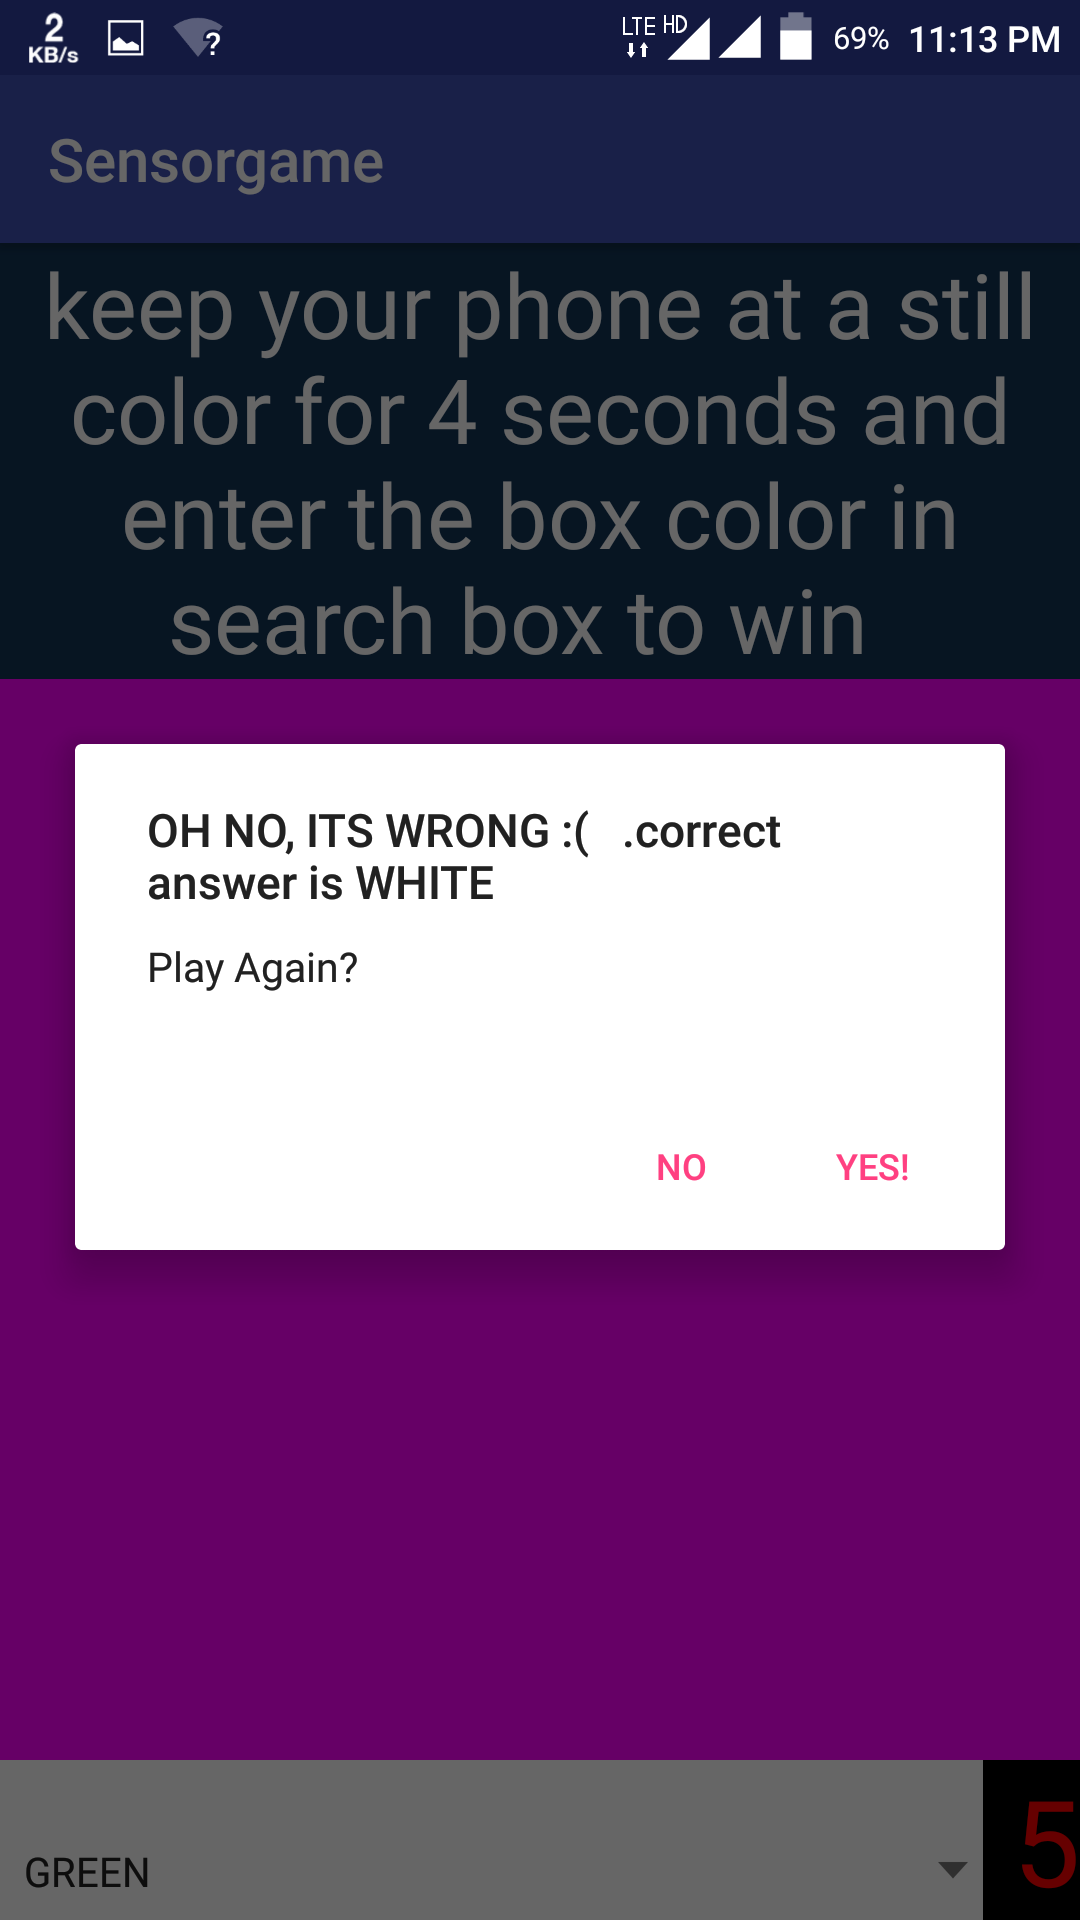 2
KB/s
?
LTE HD
69% 11:13 PM
Sensorgame
keep your phone at a still
color for 4 seconds and
enter the box color in
search box to win
OH NO, ITS WRONG :( .correct
answer is WHITE
Play Again?
NO YES!
GREEN
5